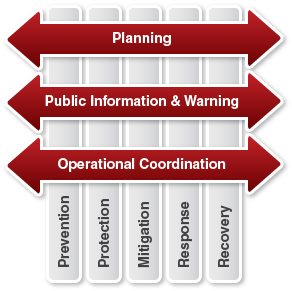 Planning
Public Information & Warning
Operational Coordination
Prevention
Protection
Mitigation
Response
Recovery